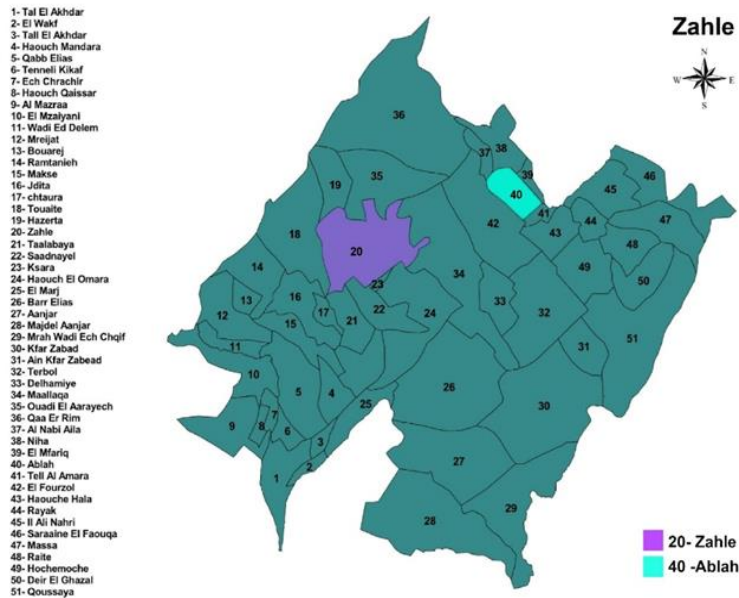 1- Tal El Akhdar
2- El Wakf
3- Tall El Akhdar
4- Haouch Mandara
5- Qabb Elias
6- Tenneli Kikaf
7- Ech Chrachir
8- Haouch Qaissar
9- Al Mazraa
10- El Mzaiyani
11- Wadi Ed Delem
12- Mreijat
13- Bouarej
14- Ramtanieh
15- Makse
16- Jdita
17- chtaura
18- Touaite
19- Hazerta
20- Zahle
21- Taalabaya
22- Saadnayel
23- Ksara
24- Haouch El Omara
25- El Marj
26- Barr Elias
27- Aanjar
28- Majdel Aanjar
29- Mrah Wadi Ech Chqif
30- Kfar Zabad
31- Ain Kfar Zabead
32- Terbol
33- Delhamiye
34- Maallaqa
35- Ouadi El Aarayech
36- Qaa Er Rim
37- Al Nabi Aila
38- Niha
39- El Mfariq
40- Ablah
41- Tell Al Amara
42- El Fourzol
43- Haouche Hala
44- Rayak
45- Il Ali Nahri
46- Saraaine El Faouqa
47- Massa
48- Raite
49- Hochemoche
50- Deir El Ghazal
51- Qoussaya
Zahle
N
W E
S
36
37
38
39
35
19
40
46
45
41
44
47
18
42
43
20
48
14
34
49
50
23
16
13
33
32
17
22
24
12
15
21
51
11
31
10
5
4
26
30
25
9
8
7
6
3
27
2
1
29
28
20- Zahle
40 -Ablah